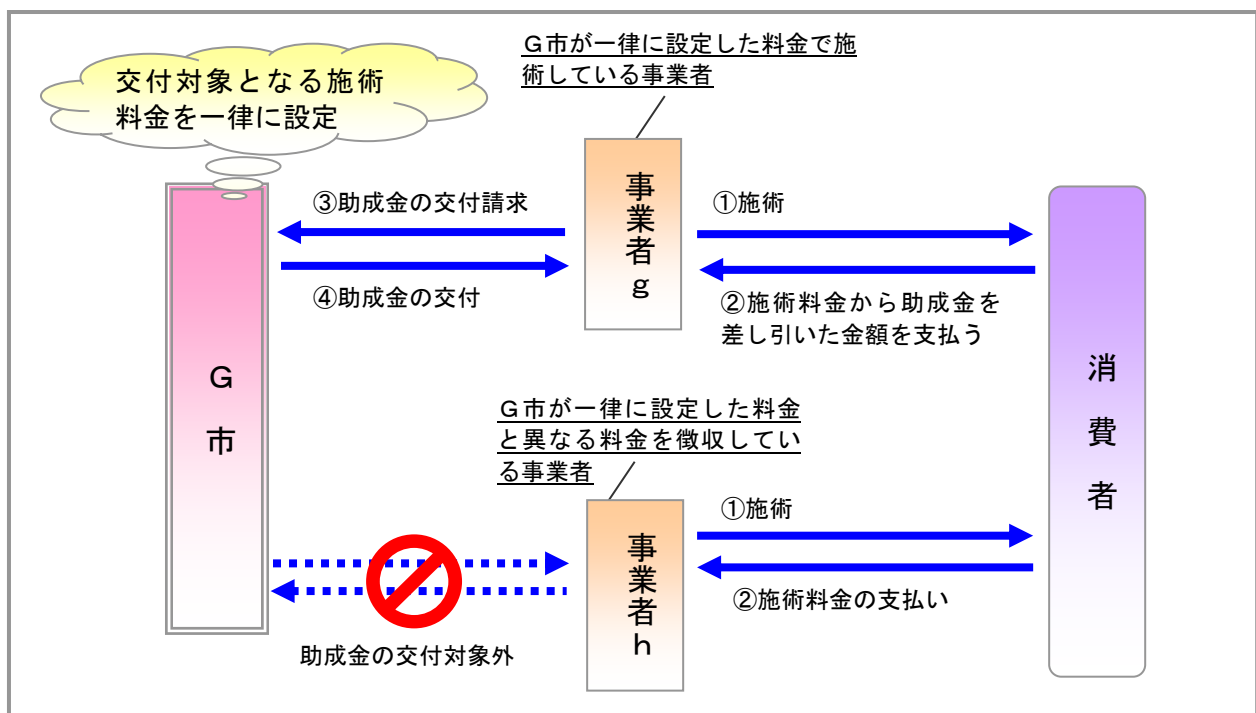 交付対象となる施術
料金を一律に設定
G市が一律に設定した料金で施
術している事業者
G市
③助成金の交付請求
④助成金の交付
事業者g
①施術
②施術料金から助成金を
差し引いた金額を支払う
消費者
G市が一律に設定した料金
と異なる料金を徴収してい
る事業者
助成金の交付対象外
事業者h
①施術
②施術料金の支払い